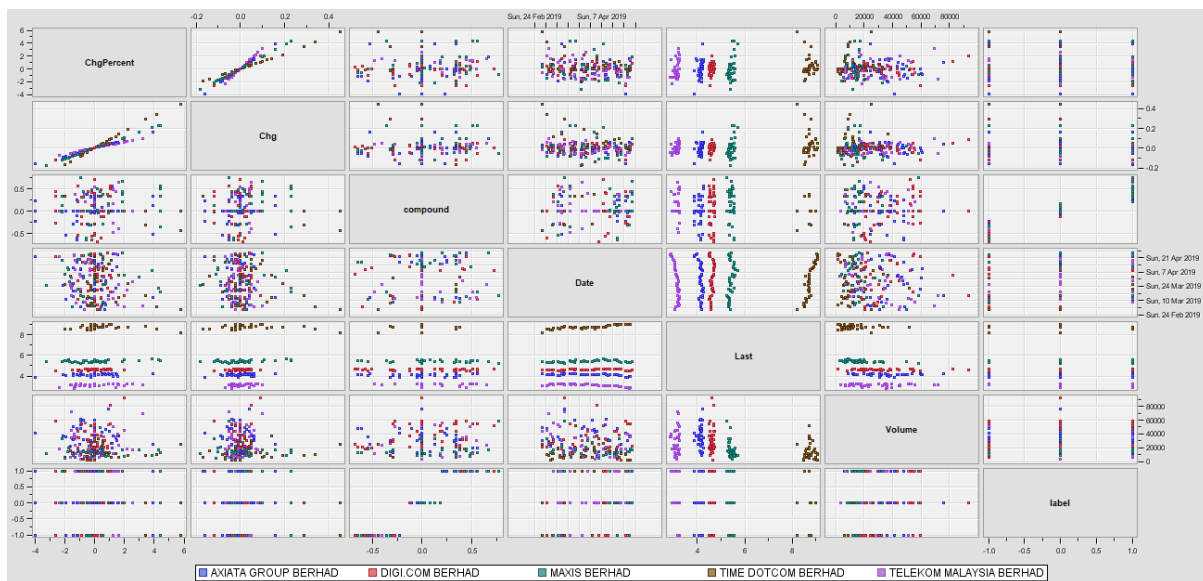 -0.2 0.0 0.2 0.4 Sun, 24 Feb 2019 Sun, 7 Apr 2019 4 6 8 0 20000 40000 60000 80000
ChgPercent
6
4
2
0
-2
-4
Chg
0.4
0.2
0.0
-0.2
compound
0.5
0.0
-0.5
Date
Sun, 21 Apr 2019
Sun, 7 Apr 2019
Sun, 24 Mar 2019
Sun, 10 Mar 2019
Sun, 24 Feb 2019
Last
8
6
4
Volume
80000
60000
40000
20000
0
label
1.0
0.5
0.0
-0.5
-1.0
-4 -2 0 2 4 6 -0.5 0.0 0.5 4 6 8 -1.0 -0.5 0.0 0.5 1.0
AXIATA GROUP BERHAD DIGI.COM BERHAD MAXIS BERHAD TIME DOTCOM BERHAD TELEKOM MALAYSIA BERHAD